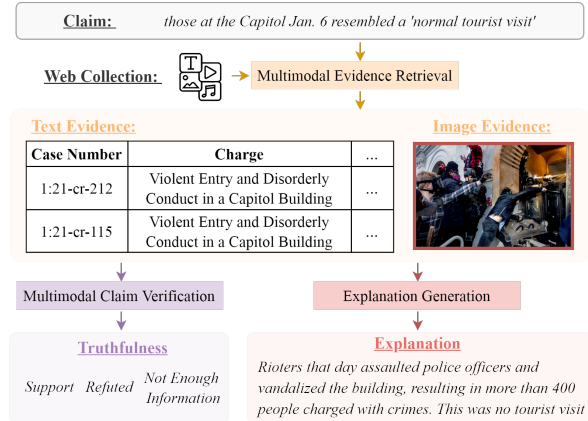 Claim: those at the Capitol Jan. 6 resembled a 'normal tourist visit'
Web Collection:
T
Multimodal Evidence Retrieval
Text Evidence:
Image Evidence:
Case Number Charge ...
1:21-cr-212 Violent Entry and Disorderly
Conduct in a Capitol Building ...
1:21-cr-115 Violent Entry and Disorderly
Conduct in a Capitol Building ...
Multimodal Claim Verification
Explanation Generation
Truthfulness
Support Refuted Not Enough
Information
Explanation
Rioters that day assaulted police officers and
vandalized the building, resulting in more than 400
people charged with crimes. This was no tourist visit